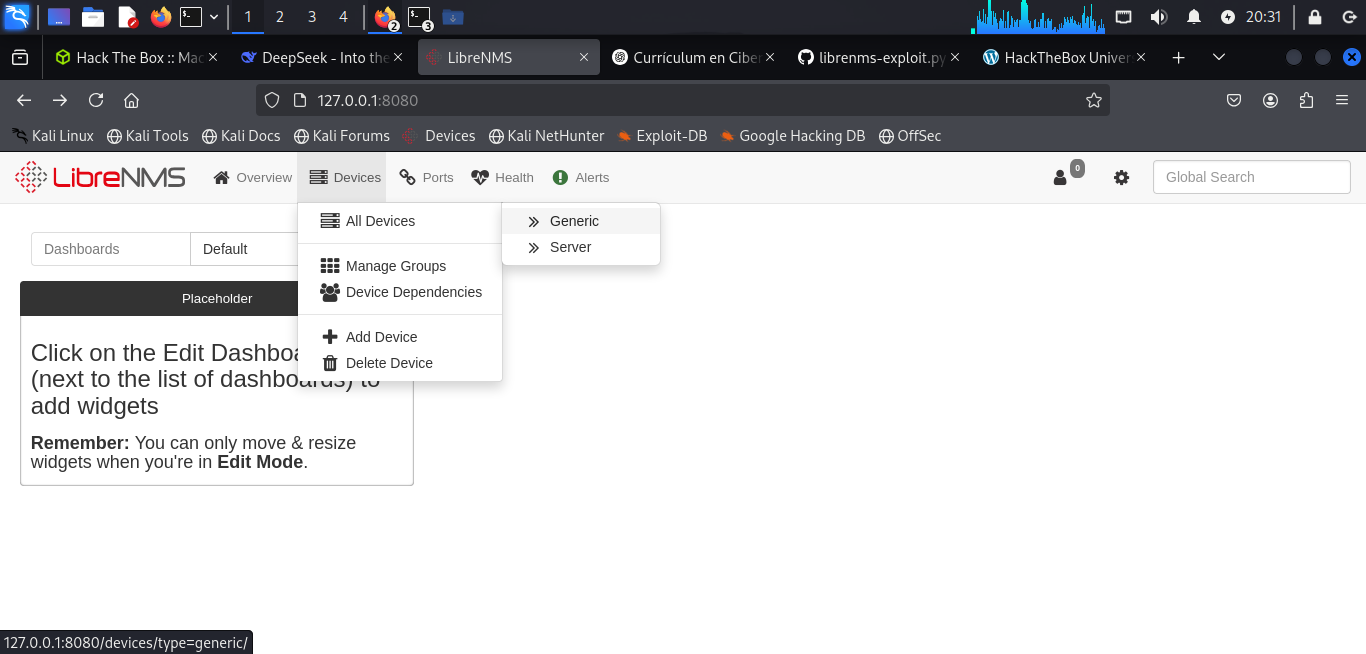 1 2 3 4 2 3 20:31
Hack The Box :: Mac DeepSeek - Into the LibreNMS Currículum en Ciber librenms-exploit.py HackTheBox Univers
127.0.0.1:8080
Kali Linux Kali Tools Kali Docs Kali Forums Devices Kali NetHunter Exploit-DB Google Hacking DB OffSec
LibreNMS Overview Devices Ports Health Alerts 0 Global Search
All Devices Generic
Server
Dashboards Default
Manage Groups
Device Dependencies
Placeholder
Add Device
Delete Device
Click on the Edit Dashboa
(next to the list of dashboards) to
add widgets
Remember: You can only move & resize
widgets when you're in Edit Mode.
127.0.0.1:8080/devices/type=generic/